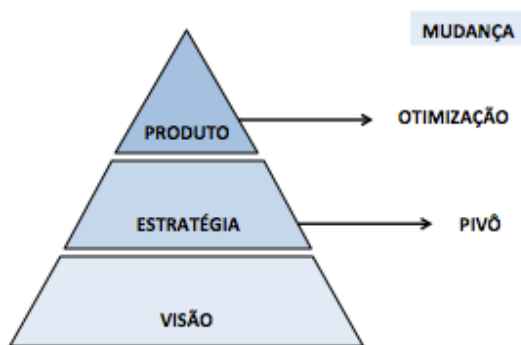 MUDANÇA
PRODUTO
OTIMIZAÇÃO
ESTRATÉGIA
PIVÔ
VISÃO